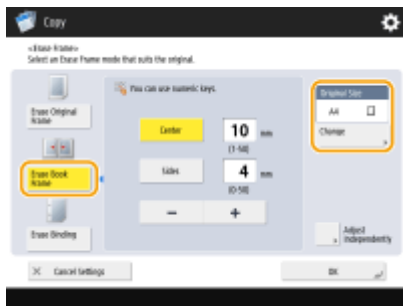 Copy
<Erase Frame>
Select an Erase Frame mode that suits the original.
Erase Original
Frame
Erase Book
Frame
Erase Binding
You can use numeric keys.
Center
10 mm
(1-50)
Sides
4 mm
(0-50)
− +
Original Size
A4
Change
Adjust
Independently
× Cancel Settings
OK